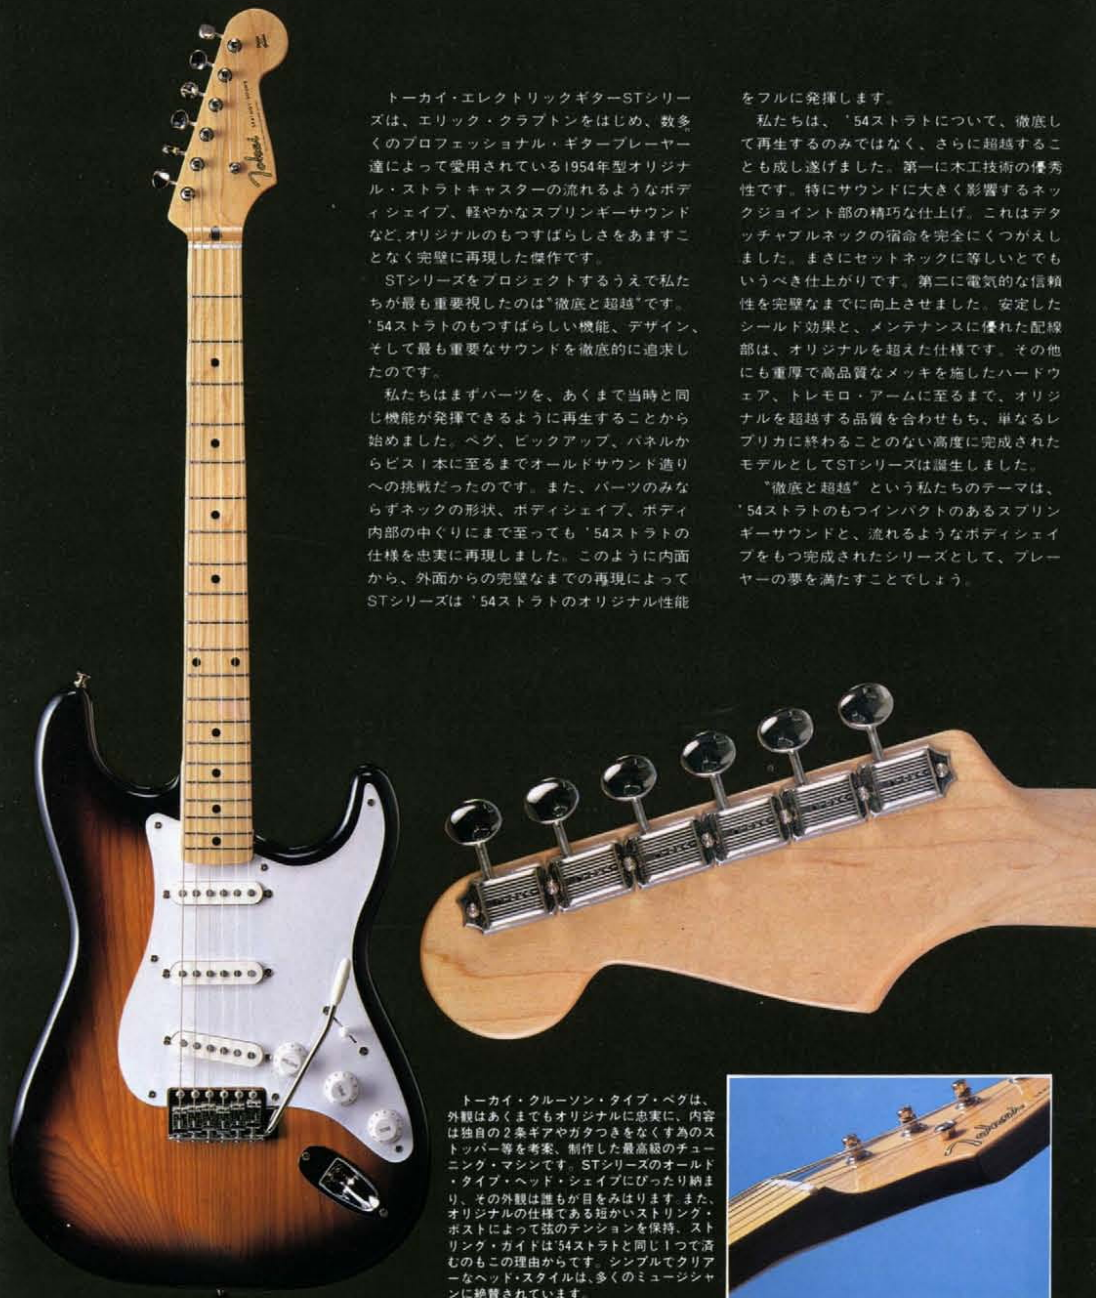 Tokai
トーカイ・エレクトリックギターSTシリー
ズは、エリック・クラプトンをはじめ、数多
くのプロフェッショナル・ギタープレーヤー
達によって愛用されている1954年型オリジナ
ル・ストラトキャスターの流れるようなボデ
ィシェイプ、軽やかなスプリンギーサウンド
など、オリジナルのもつすばらしさをあますこ
となく完璧に再現した傑作です。
STシリーズをプロジェクトするうえで私た
ちが最も重要視したのは“徹底と超越”です。
'54ストラトのもつすばらしい機能、デザイン、
そして最も重要なサウンドを徹底的に追求し
たのです。
私たちはまずパーツを、あくまで当時と同
じ機能が発揮できるように再生することから
始めました。ペグ、ピックアップ、パネルか
らビス1本に至るまでオールドサウンド造り
への挑戦だったのです。また、パーツのみな
らずネックの形状、ボディシェイプ、ボディ
内部の中ぐりにまで至っても'54ストラトの
仕様を忠実に再現しました。このように内面
から、外面からの完璧なまでの再現によって
STシリーズは'54ストラトのオリジナル性能
をフルに発揮します。
私たちは、'54ストラトについて、徹底し
て再生するのみではなく、さらに超越するこ
とも成し遂げました。第一に木工技術の優秀
性です。特にサウンドに大きく影響するネッ
クジョイント部の精巧な仕上げ。これはデタ
ッチャブルネックの宿命を完全にくつがえし
ました。まさにセットネックに等しいとでも
いうべき仕上がりです。第二に電気的な信頼
性を完璧なまでに向上させました。安定した
シールド効果と、メンテナンスに優れた配線
部は、オリジナルを超えた仕様です。その他
にも重厚で高品質なメッキを施したハードウ
ェア、トレモロ・アームに至るまで、オリジ
ナルを超越する品質を合わせもち、単なるレ
プリカに終わることのない高度に完成された
モデルとしてSTシリーズは誕生しました。
“徹底と超越”という私たちのテーマは、
'54ストラトのもつインパクトのあるスプリン
ギーサウンドと、流れるようなボディシェイ
プをもつ完成されたシリーズとして、プレー
ヤーの夢を満たすことでしょう。
トーカイ・クルーソン・タイプ・ペグは、
外観はあくまでもオリジナルに忠実に、内容
は独自の2条ギアやガタつきをなくす為のス
トッパー等を考案、制作した最高級のチュー
ニング・マシンです。STシリーズのオールド
・タイプ・ヘッド・シェイプにぴったり納ま
り、その外観は誰もが目をみはります。また、
オリジナルの仕様である短かいストリング・
ポストによって弦のテンションを保持、スト
リング・ガイドは'54ストラトと同じ1つで済
むのもこの理由からです。シンプルでクリア
ーなヘッド・スタイルは、多くのミュージシャ
ンに絶賛されています。
Tokai